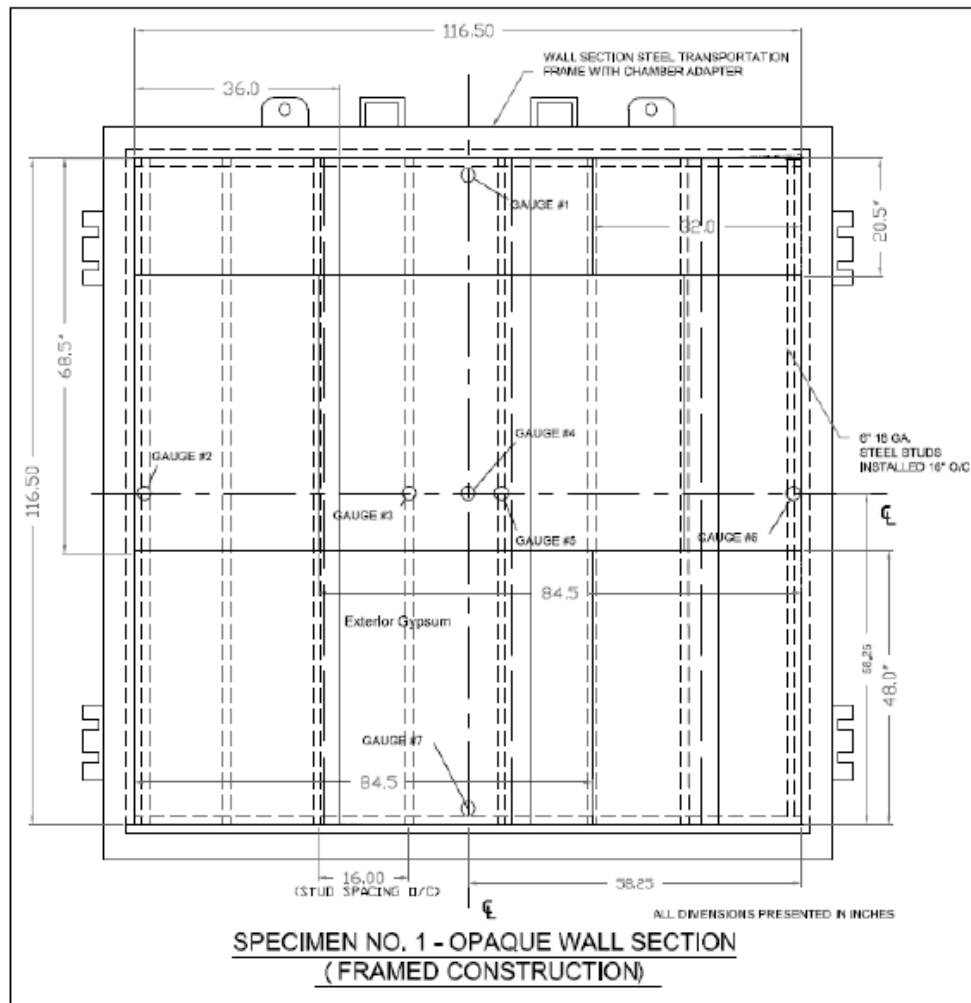 116.50
WALL SECTION STEEL TRANSPORTATION
FRAME WITH CHAMBER ADAPTER
36.0
GAUGE #1
32.0
20.5"
68.5"
116.50
GAUGE #2
GAUGE #4
6" 16 GA.
STEEL STUDS
INSTALLED 16" O/C
GAUGE #3
GAUGE #5
GAUGE #6
℄
84.5
Exterior Gypsum
58.25
48.0"
GAUGE #7
84.5
16.00
(STUD SPACING O/C)
58.25
℄
ALL DIMENSIONS PRESENTED IN INCHES
SPECIMEN NO. 1 - OPAQUE WALL SECTION
( FRAMED CONSTRUCTION)